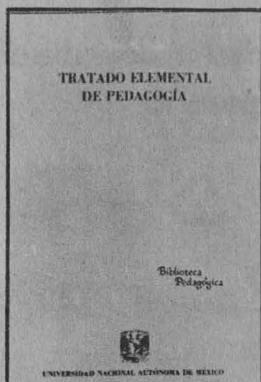 TRATADO ELEMENTAL
DE PEDAGOGÍA
Biblioteca
Pedagógica
UNIVERSIDAD NACIONAL AUTÓNOMA DE MÉXICO